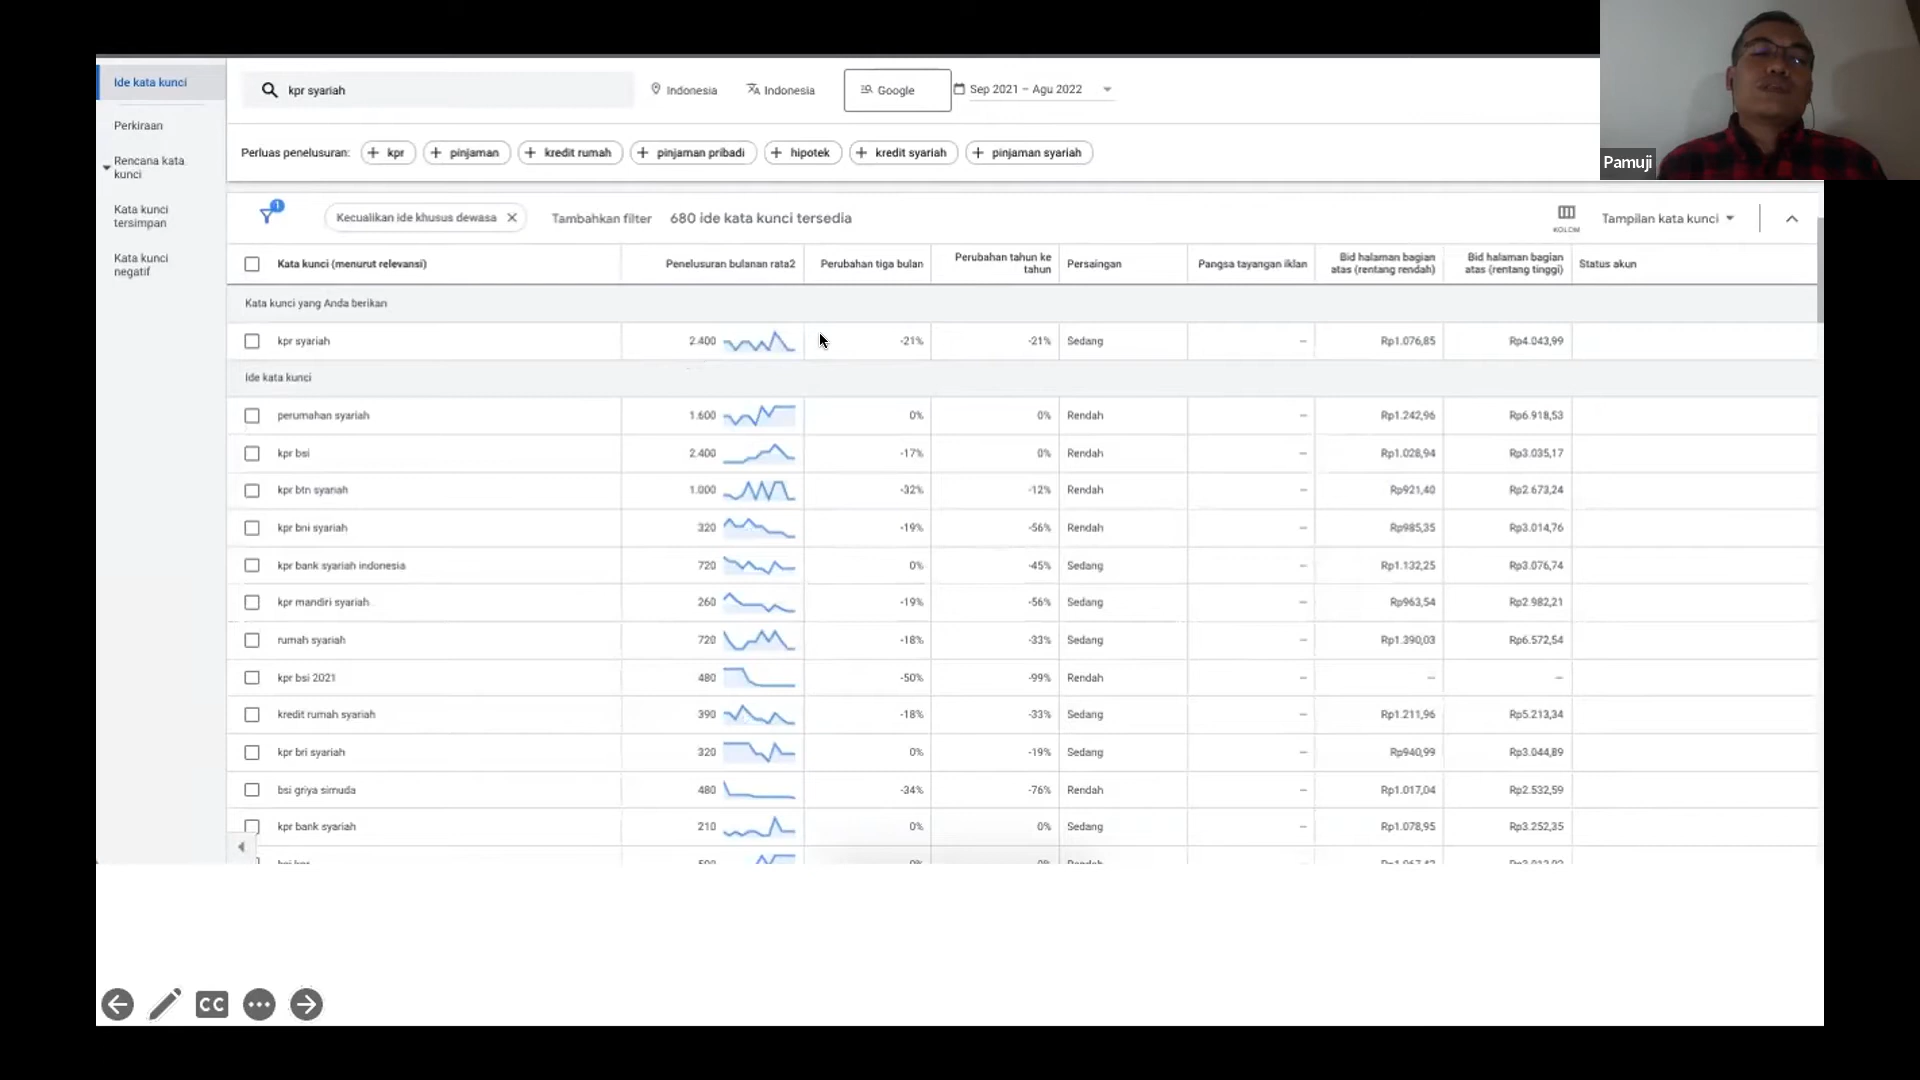 Pamuji
Ide kata kunci
Perkiraan
Rencana kata
kunci
Kata kunci
tersimpan
Kata kunci
negatif
kpr syariah
Indonesia
Indonesia
Google
Sep 2021 – Agu 2022
Perluas penelusuran: + kpr + pinjaman + kredit rumah + pinjaman pribadi + hipotek + kredit syariah + pinjaman syariah
1
Kecualikan ide khusus dewasa
Tambahkan filter
680 ide kata kunci tersedia
KOLOM
Tampilan kata kunci
Kata kunci (menurut relevansi) Penelusuran bulanan rata2 Perubahan tiga bulan Perubahan tahun ke tahun Persaingan Pangsa tayangan iklan Bid halaman bagian atas (rentang rendah) Bid halaman bagian atas (rentang tinggi) Status akun
Kata kunci yang Anda berikan
kpr syariah 2.400 -21% -21% Sedang – Rp1.076,85 Rp4.043,99
Ide kata kunci
perumahan syariah 1.600 0% 0% Rendah – Rp1.242,96 Rp6.918,53
kpr bsi 2.400 -17% 0% Rendah – Rp1.028,94 Rp3.035,17
kpr btn syariah 1.000 -32% -12% Rendah – Rp921,40 Rp2.673,24
kpr bni syariah 320 -19% -56% Rendah – Rp985,35 Rp3.014,76
kpr bank syariah indonesia 720 0% -45% Sedang – Rp1.132,25 Rp3.076,74
kpr mandiri syariah 260 -19% -56% Sedang – Rp963,54 Rp2.982,21
rumah syariah 720 -18% -33% Sedang – Rp1.390,03 Rp6.572,54
kpr bsi 2021 480 -50% -99% Rendah – – –
kredit rumah syariah 390 -18% -33% Sedang – Rp1.211,96 Rp5.213,34
kpr bri syariah 320 0% -19% Sedang – Rp940,99 Rp3.044,89
bsi griya simuda 480 -34% -76% Rendah – Rp1.017,04 Rp2.532,59
kpr bank syariah 210 0% 0% Sedang – Rp1.078,95 Rp3.252,35
CC